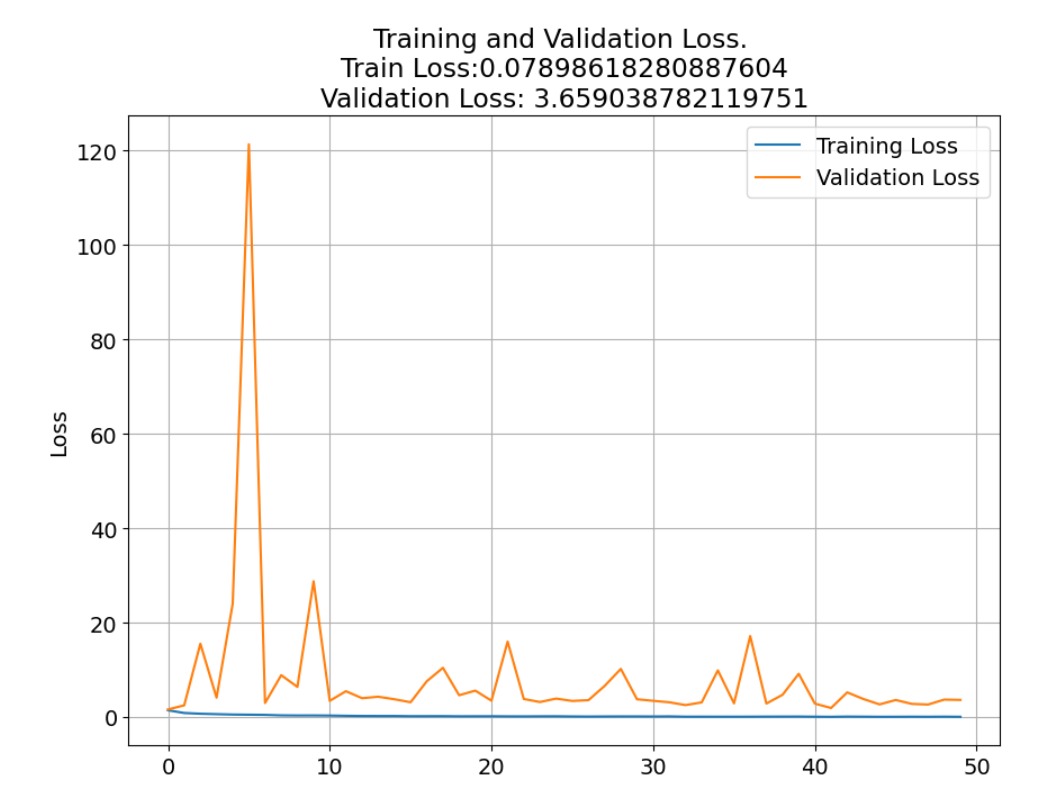 Training and Validation Loss.
Train Loss:0.07898618280887604
Validation Loss: 3.659038782119751
Training Loss
Validation Loss
120
100
80
60
40
20
0
Loss
0 10 20 30 40 50